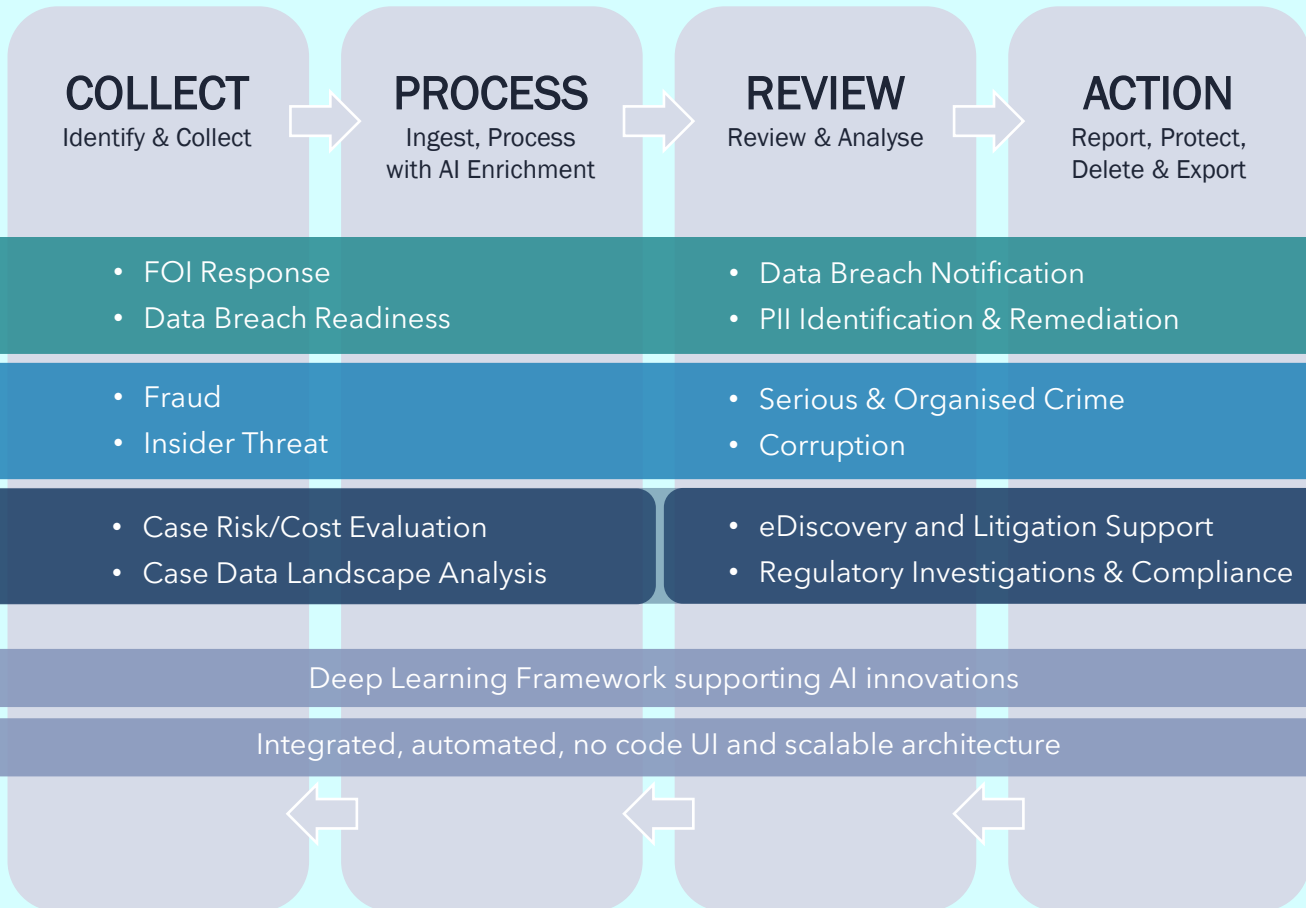 COLLECT
Identify & Collect
PROCESS
Ingest, Process
with AI Enrichment
REVIEW
Review & Analyse
ACTION
Report, Protect,
Delete & Export
• FOI Response
• Data Breach Readiness
• Data Breach Notification
• PII Identification & Remediation
• Fraud
• Insider Threat
• Serious & Organised Crime
• Corruption
• Case Risk/Cost Evaluation
• Case Data Landscape Analysis
• eDiscovery and Litigation Support
• Regulatory Investigations & Compliance
Deep Learning Framework supporting AI innovations
Integrated, automated, no code UI and scalable architecture